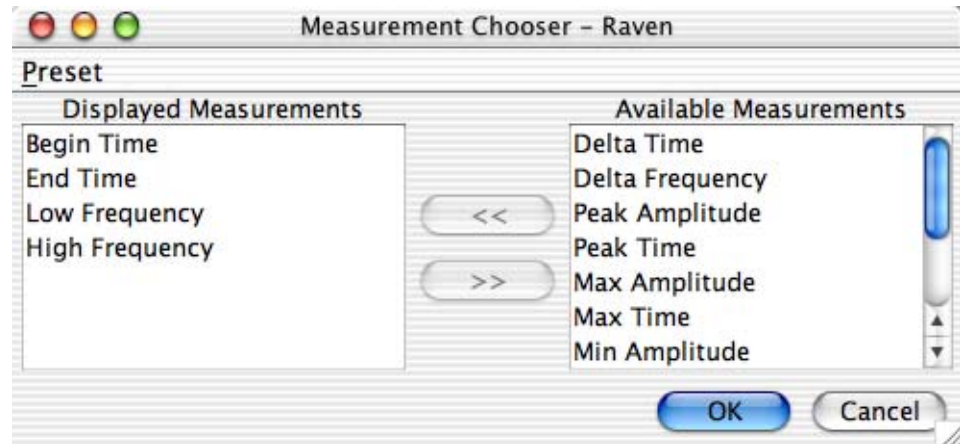 Measurement Chooser – Raven
Preset
Displayed Measurements
Begin Time
End Time
Low Frequency
High Frequency
<<
>>
Available Measurements
Delta Time
Delta Frequency
Peak Amplitude
Peak Time
Max Amplitude
Max Time
Min Amplitude
OK
Cancel